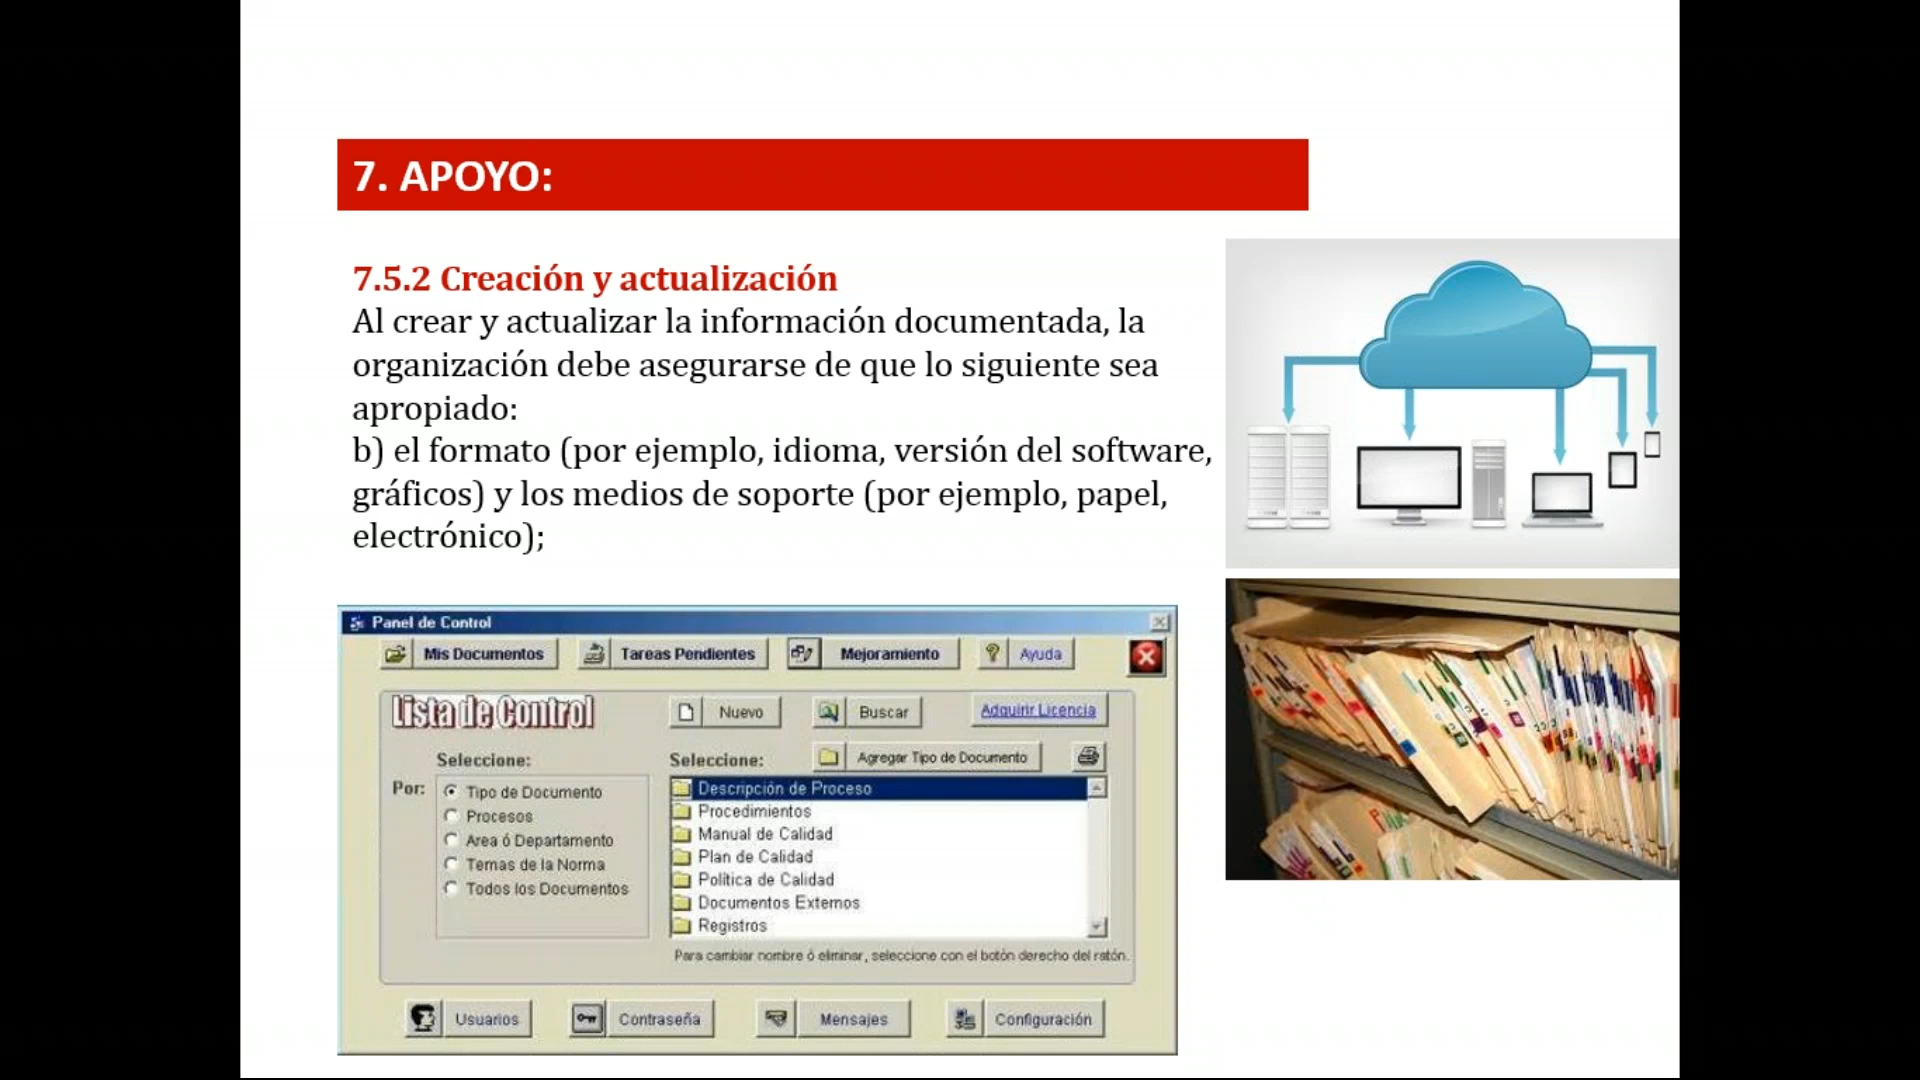 7. APOYO:
7.5.2 Creación y actualización
Al crear y actualizar la información documentada, la
organización debe asegurarse de que lo siguiente sea
apropiado:
b) el formato (por ejemplo, idioma, versión del software,
gráficos) y los medios de soporte (por ejemplo, papel,
electrónico);
Panel de Control
Mis Documentos
Tareas Pendientes
Mejoramiento
Ayuda
Lista de Control
Nuevo
Buscar
Adquirir Licencia
Seleccione:
Seleccione:
Agregar Tipo de Documento
Por:
Tipo de Documento
Procesos
Area ó Departamento
Temas de la Norma
Todos los Documentos
Descripción de Proceso
Procedimientos
Manual de Calidad
Plan de Calidad
Política de Calidad
Documentos Externos
Registros
Para cambiar nombre ó eliminar, seleccione con el botón derecho del ratón.
Usuarios
Contraseña
Mensajes
Configuración